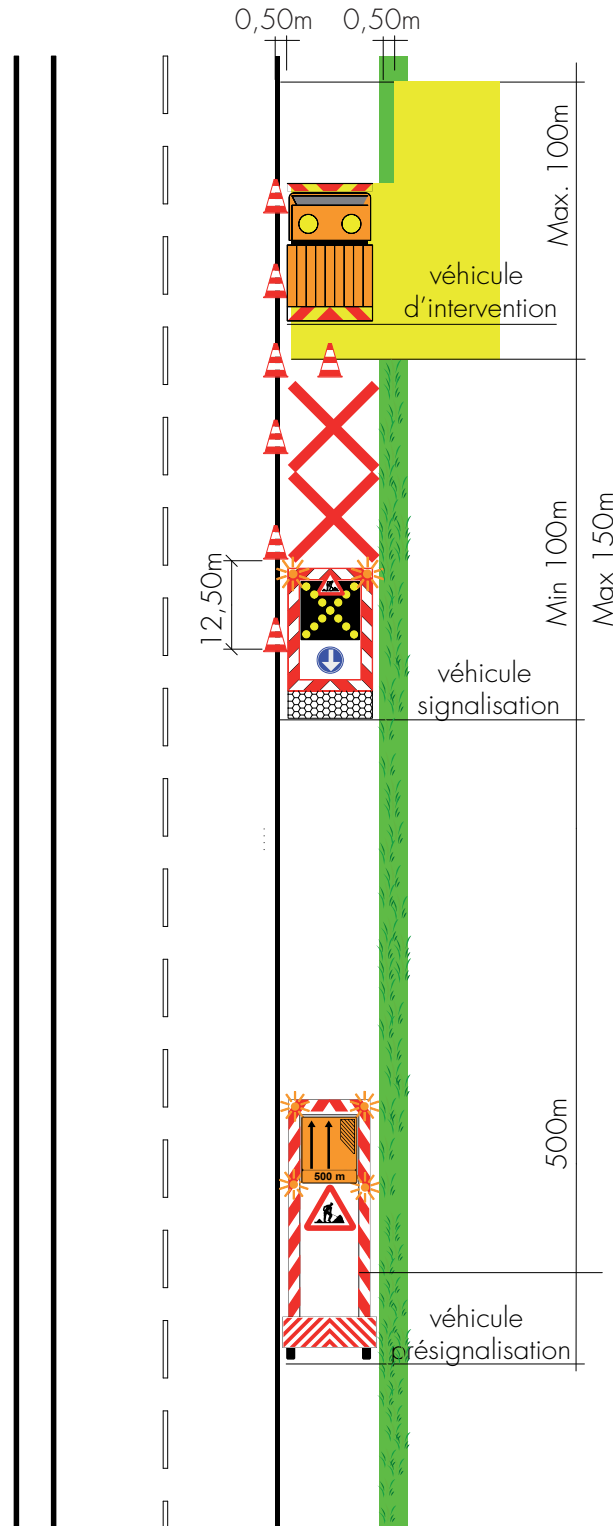 0,50m
0,50m
Max. 100m
véhicule
d'intervention
Min 100m
Max 150m
12,50m
véhicule
signalisation
500m
500 m
véhicule
présignalisation